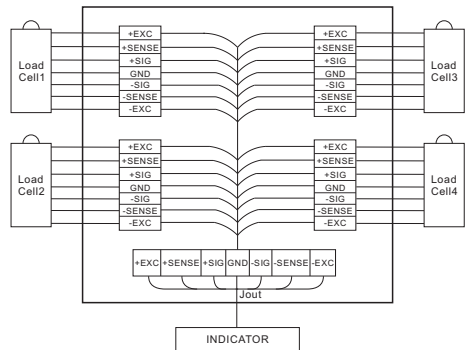 Load
Cell1
+EXC
+SENSE
+SIG
GND
-SIG
-SENSE
-EXC
+EXC
+SENSE
+SIG
GND
-SIG
-SENSE
-EXC
Load
Cell3
Load
Cell2
+EXC
+SENSE
+SIG
GND
-SIG
-SENSE
-EXC
+EXC
+SENSE
+SIG
GND
-SIG
-SENSE
-EXC
Load
Cell4
+EXC +SENSE +SIG GND -SIG -SENSE -EXC
Jout
INDICATOR